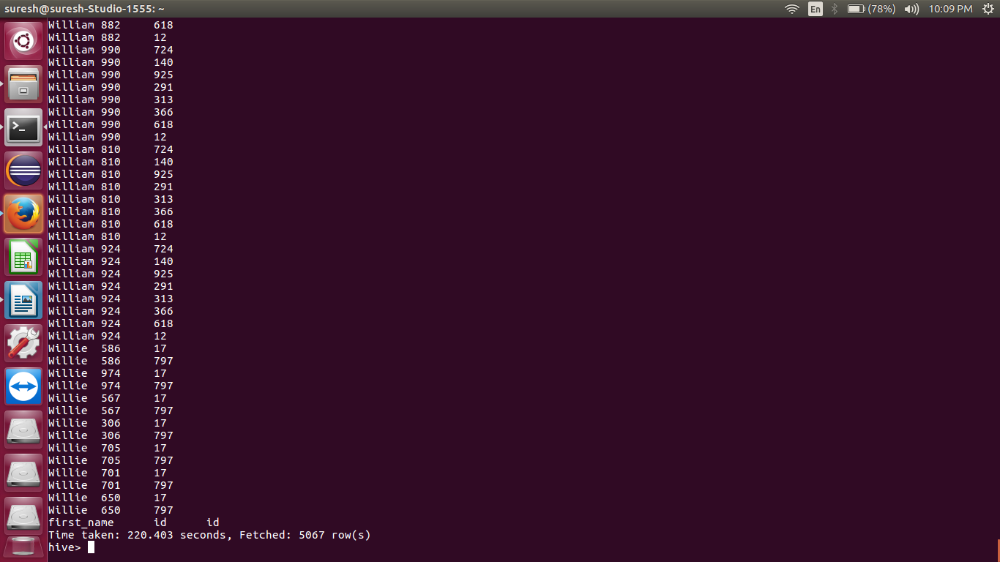 suresh@suresh-Studio-1555: ~ En (78%) 10:09 PM
William 882 618
William 882 12
William 990 724
William 990 140
William 990 925
William 990 291
William 990 313
William 990 366
William 990 618
William 990 12
William 810 724
William 810 140
William 810 925
William 810 291
William 810 313
William 810 366
William 810 618
William 810 12
William 924 724
William 924 140
William 924 925
William 924 291
William 924 313
William 924 366
William 924 618
William 924 12
Willie 586 17
Willie 586 797
Willie 974 17
Willie 974 797
Willie 567 17
Willie 567 797
Willie 306 17
Willie 306 797
Willie 705 17
Willie 705 797
Willie 701 17
Willie 701 797
Willie 650 17
Willie 650 797
first_name id id
Time taken: 220.403 seconds, Fetched: 5067 row(s)
hive>